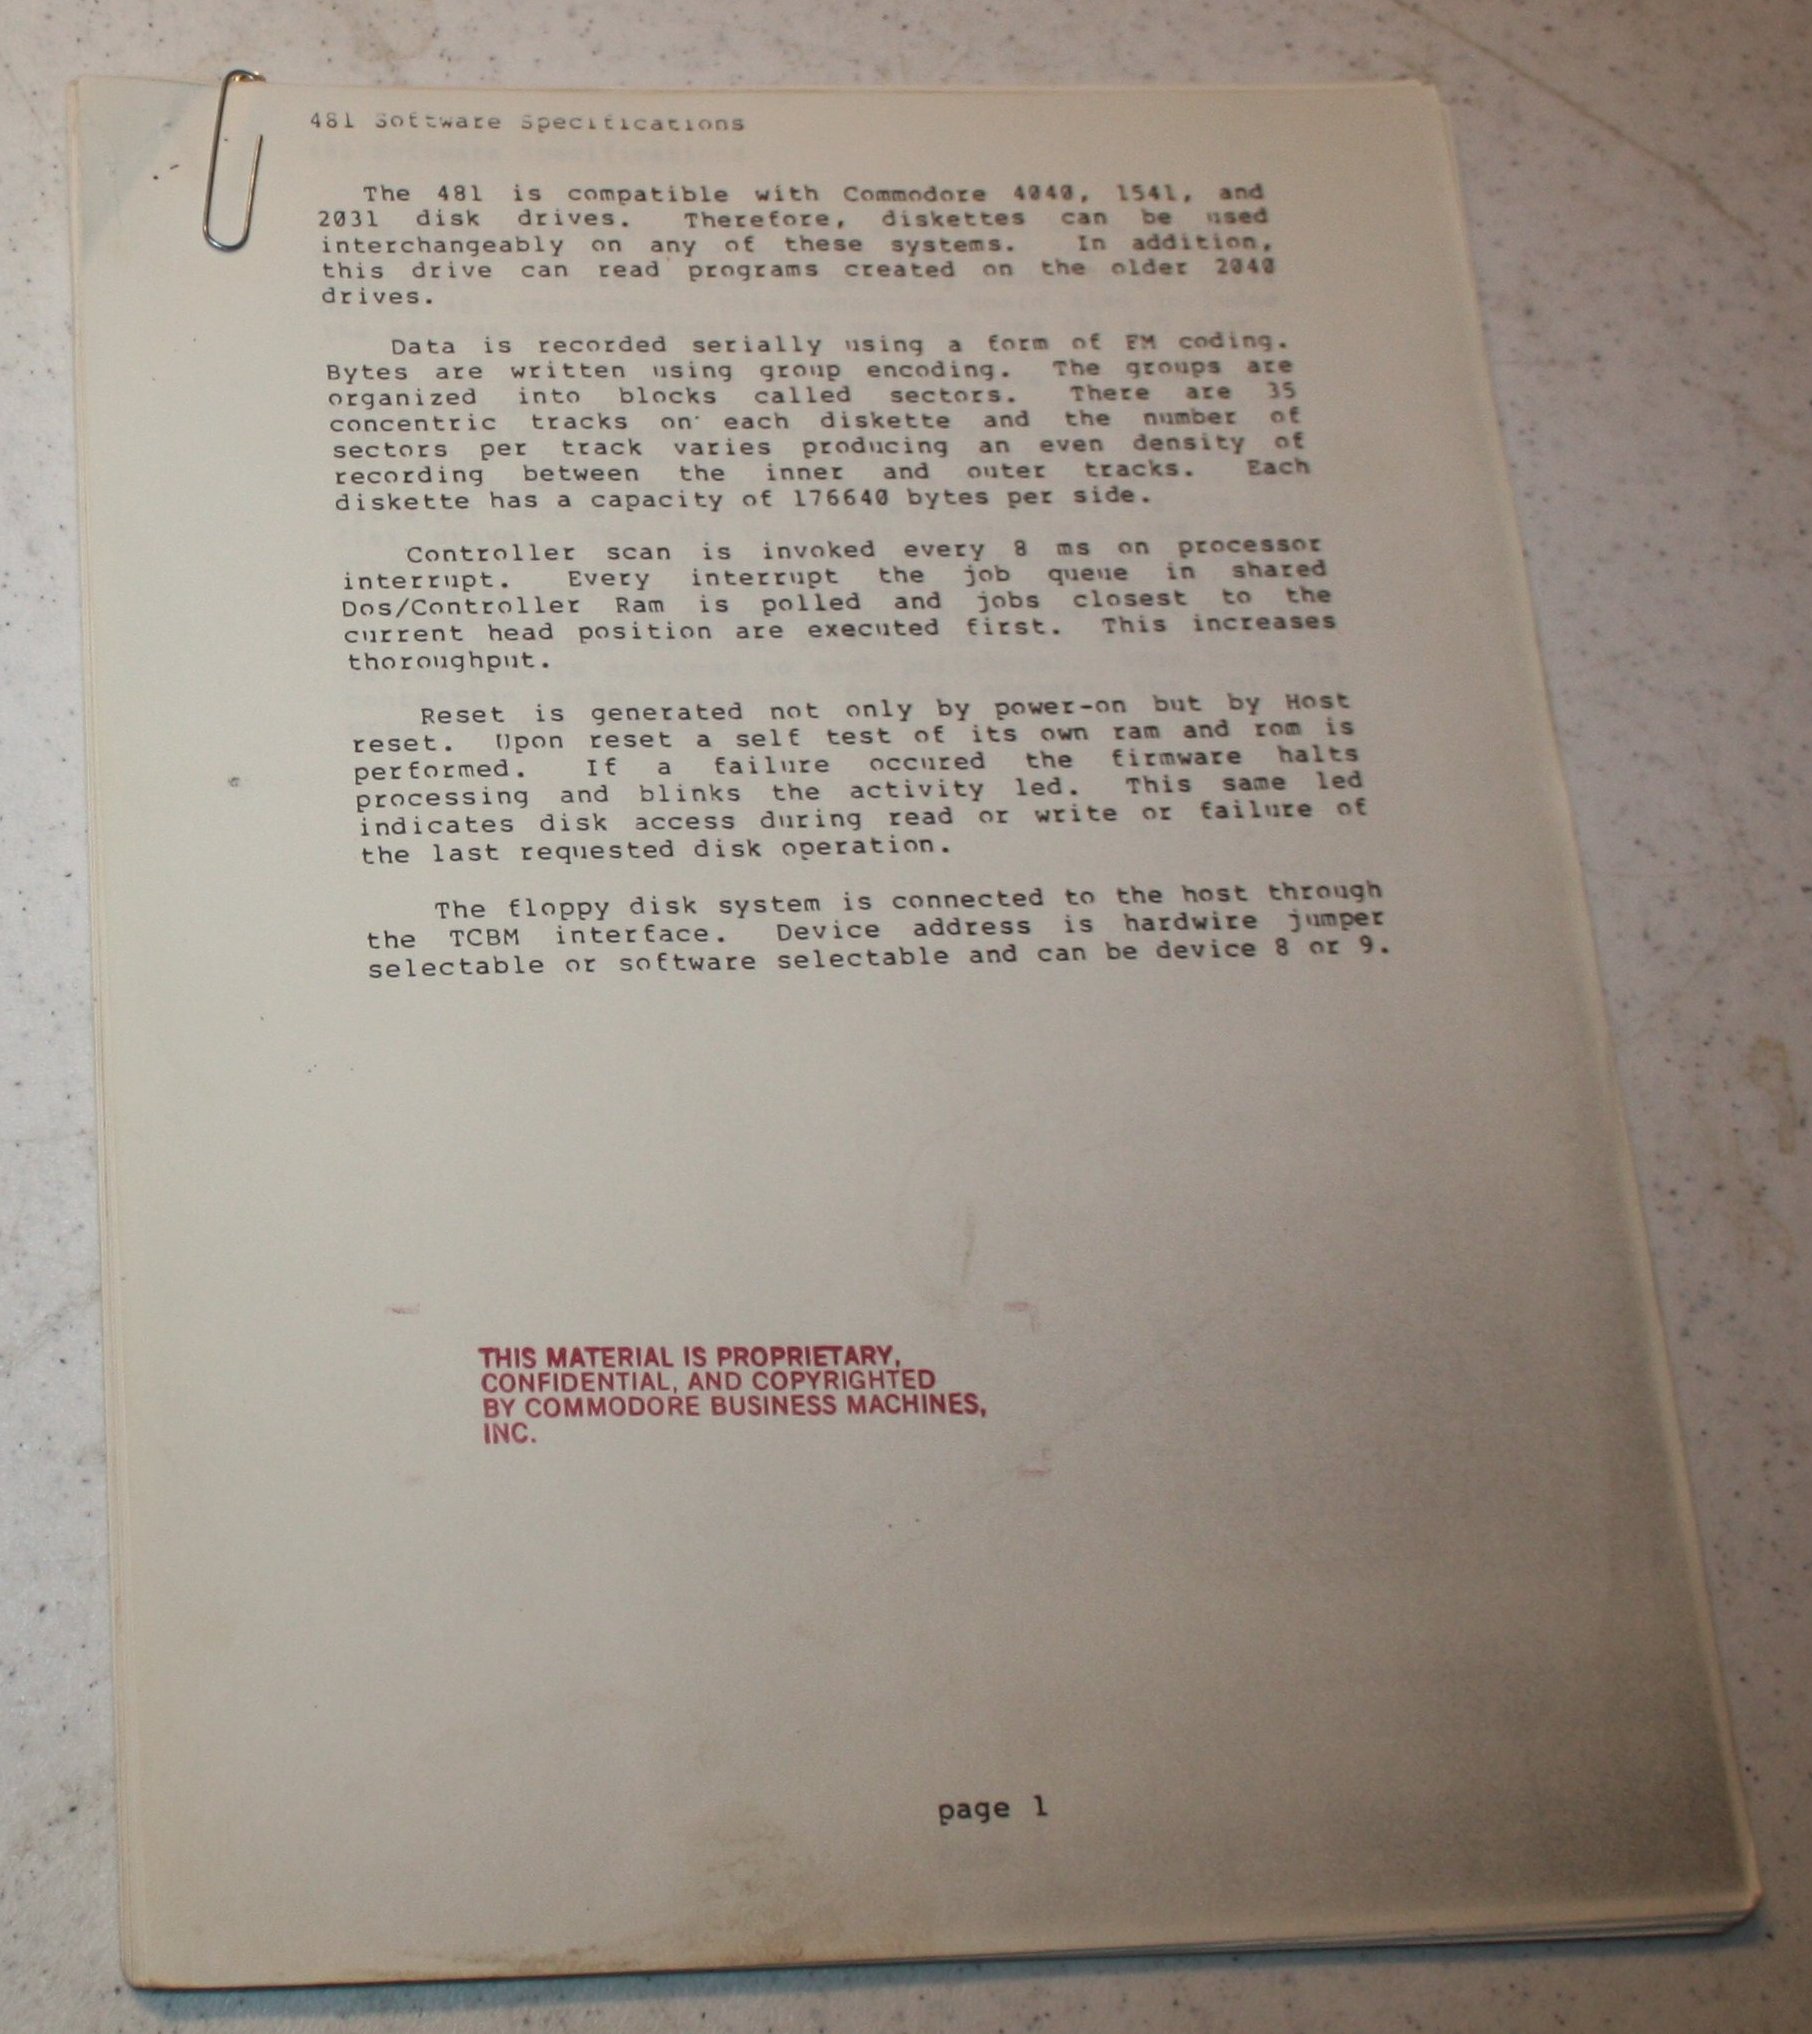 481 Software Specifications
The 481 is compatible with Commodore 4040, 1541, and
2031 disk drives. Therefore, diskettes can be used
interchangeably on any of these systems. In addition,
this drive can read programs created on the older 2040
drives.
Data is recorded serially using a form of FM coding.
Bytes are written using group encoding. The groups are
organized into blocks called sectors. There are 35
concentric tracks on each diskette and the number of
sectors per track varies producing an even density of
recording between the inner and outer tracks. Each
diskette has a capacity of 176640 bytes per side.
Controller scan is invoked every 8 ms on processor
interrupt. Every interrupt the job queue in shared
Dos/Controller Ram is polled and jobs closest to the
current head position are executed first. This increases
thoroughput.
Reset is generated not only by power-on but by Host
reset. Upon reset a self test of its own ram and rom is
performed. If a failure occured the firmware halts
processing and blinks the activity led. This same led
indicates disk access during read or write or failure of
the last requested disk operation.
The floppy disk system is connected to the host through
the TCBM interface. Device address is hardwire jumper
selectable or software selectable and can be device 8 or 9.
THIS MATERIAL IS PROPRIETARY,
CONFIDENTIAL, AND COPYRIGHTED
BY COMMODORE BUSINESS MACHINES,
INC.
page 1